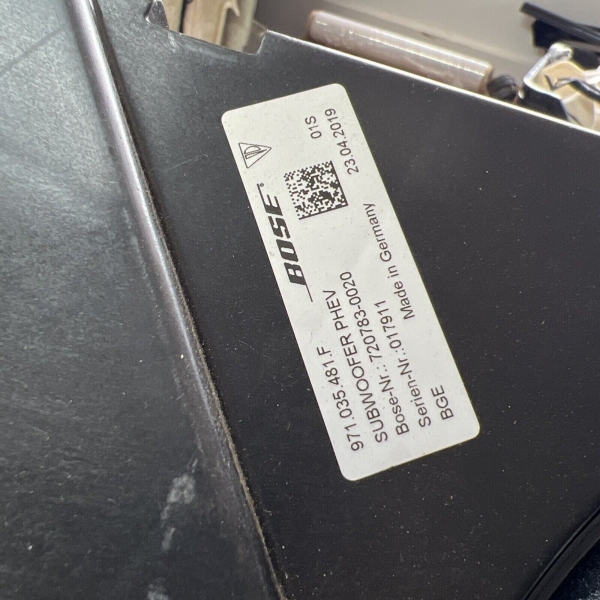 BOSE®
01S
23.04.2019
971.035.481.F
SUBWOOFER PHEV
Bose-Nr.: 720783-0020
Serien-Nr.:017911 Made in Germany
BGE